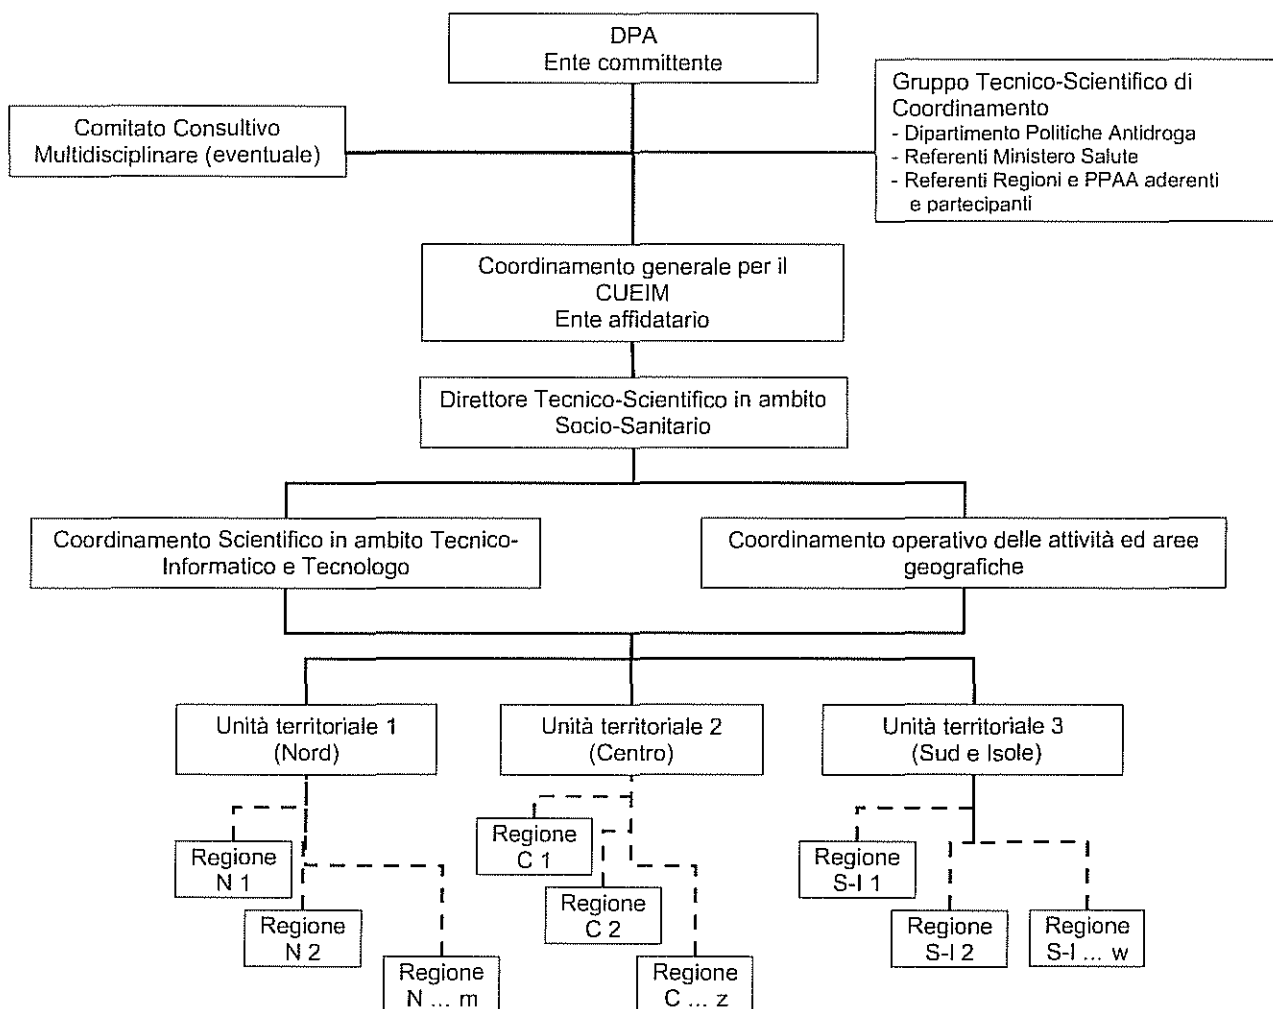 DPA
Ente committente
Gruppo Tecnico-Scientifico di
Coordinamento
- Dipartimento Politiche Antidroga
- Referenti Ministero Salute
- Referenti Regioni e PPAA aderenti
e partecipanti
Comitato Consultivo
Multidisciplinare (eventuale)
Coordinamento generale per il
CUEIM
Ente affidatario
Direttore Tecnico-Scientifico in ambito
Socio-Sanitario
Coordinamento Scientifico in ambito Tecnico-
Informatico e Tecnologo
Coordinamento operativo delle attività ed aree
geografiche
Unità territoriale 1
(Nord)
Unità territoriale 2
(Centro)
Unità territoriale 3
(Sud e Isole)
Regione
N 1
Regione
N 2
Regione
N ... m
Regione
C 1
Regione
C 2
Regione
C ... z
Regione
S-I 1
Regione
S-I 2
Regione
S-I ... w